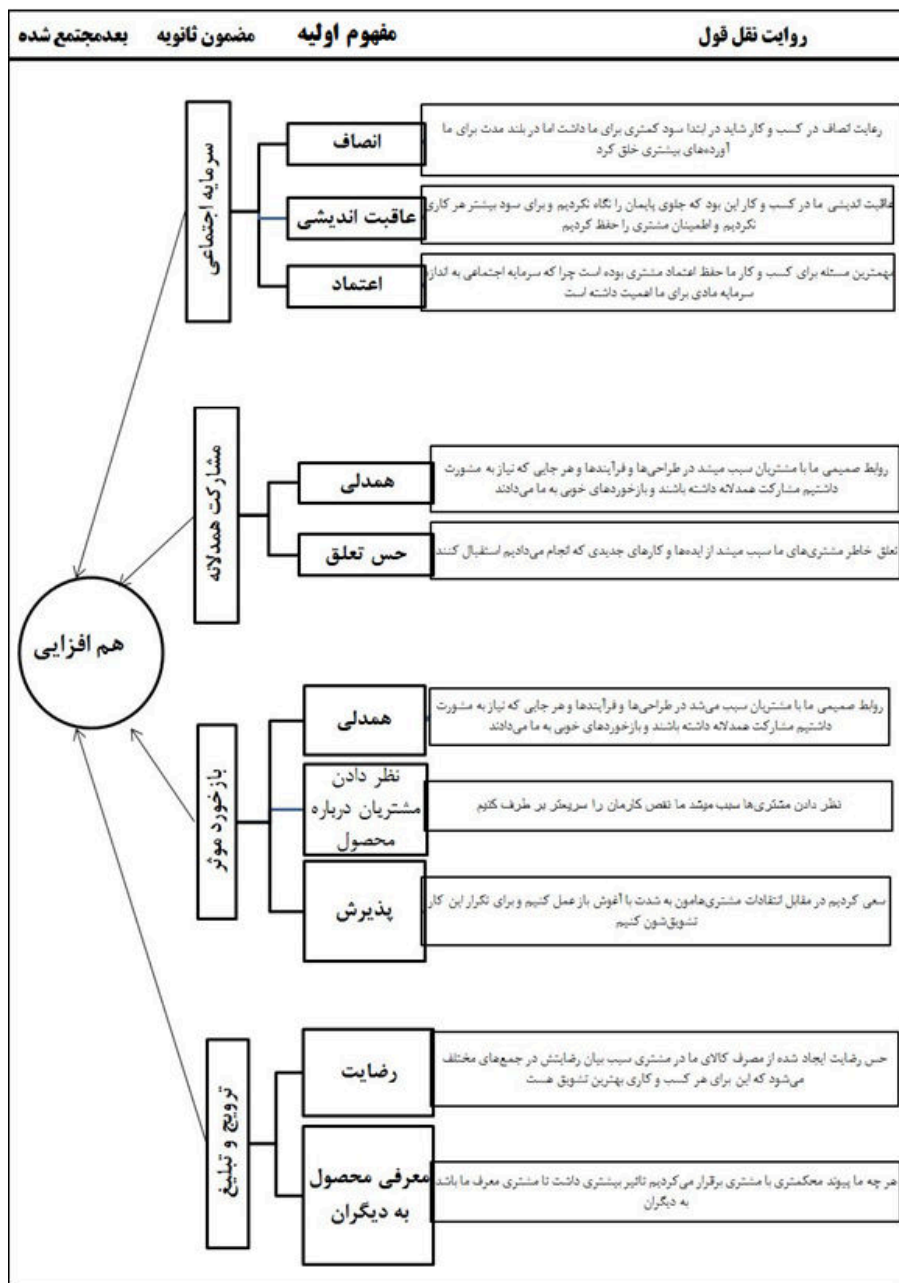 روایت نقل قول
مفهوم اولیه
مضمون ثانویه
بعدمجتمع شده
رعایت انصاف در کسب و کار شاید در ابتدا سود کمتری برای ما داشت اما در بلند مدت برای ما
آورده‌های بیشتری خلق کرد
انصاف
سرمایه اجتماعی
عاقبت اندیشی ما در کسب و کار این بود که جلوی پایمان را نگاه نکردیم و برای سود بیشتر هر کاری
نکردیم و اطمینان مشتری را حفظ کردیم
عاقبت اندیشی
مهمترین مسئله برای کسب و کار ما حفظ اعتماد مشتری بوده است چرا که سرمایه اجتماعی به اندازه
سرمایه مادی برای ما اهمیت داشته است
اعتماد
روابط صمیمی ما با مشتریان سبب میشد در طراحی‌ها و فرآیندها و هر جایی که نیاز به مشورت
داشتیم مشارکت همدلانه داشته باشند و بازخوردهای خوبی به ما می‌دادند
همدلی
مشارکت همدلانه
تعلق خاطر مشتری‌های ما سبب میشد از ایده‌ها و کارهای جدیدی که انجام می‌دادیم استقبال کنند
حس تعلق
هم افزایی
روابط صمیمی ما با مشتریان سبب می‌شد در طراحی‌ها و فرآیندها و هر جایی که نیاز به مشورت
داشتیم مشارکت همدلانه داشته باشند و بازخوردهای خوبی به ما می‌دادند
همدلی
بازخورد موثر
نظر دادن مشتری‌ها سبب میشد ما نقص کارمان را سریعتر بر طرف کنیم
نظر دادن
مشتریان درباره
محصول
سعی کردیم در مقابل انتقادات مشتری‌هامون به شدت با آغوش باز عمل کنیم و برای تکرار این کار
تشویق‌شون کنیم
پذیرش
حس رضایت ایجاد شده از مصرف کالای ما در مشتری سبب بیان رضایتش در جمع‌های مختلف
می‌شود که این برای هر کسب و کاری بهترین تشویق هست
رضایت
ترویج و تبلیغ
هر چه ما پیوند محکمتری با مشتری برقرار می‌کردیم تاثیر بیشتری داشت تا مشتری معرف ما باشد
به دیگران
معرفی محصول
به دیگران